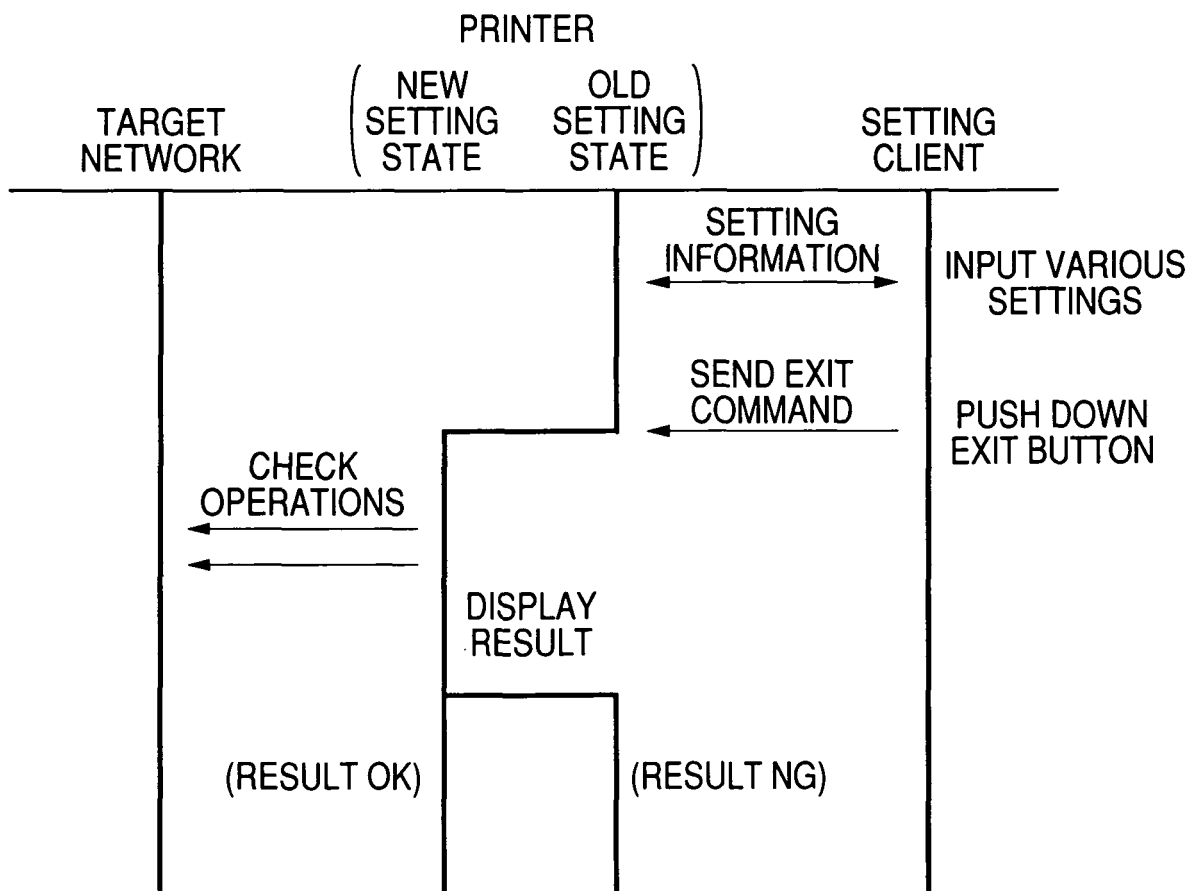 PRINTER
TARGET
NETWORK
NEW
SETTING
STATE
OLD
SETTING
STATE
SETTING
CLIENT
SETTING
INFORMATION
INPUT VARIOUS
SETTINGS
SEND EXIT
COMMAND
PUSH DOWN
EXIT BUTTON
CHECK
OPERATIONS
DISPLAY
RESULT
(RESULT OK)
(RESULT NG)